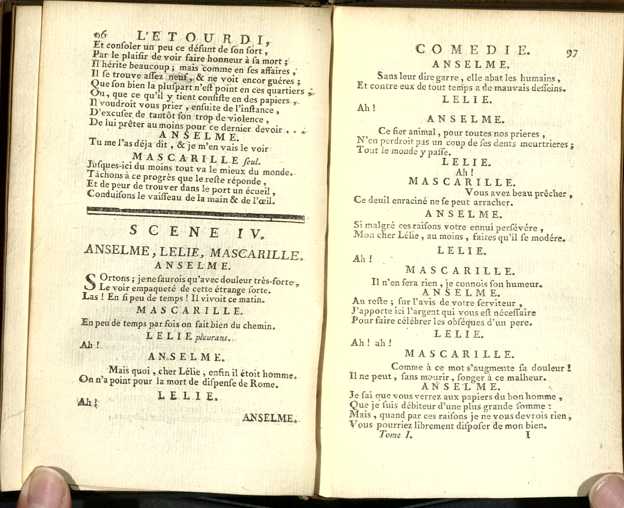 96 L'ETOURDI,
Et consoler un peu ce défunt de son sort,
Par le plaisir de voir faire honneur à sa mort;
Il hérite beaucoup; mais comme en ses affaires,
Il se trouve assez neuf, & ne voit encor guéres;
Que son bien la pluspart n'est point en ces quartiers,
Ou, que ce qu'il y tient consiste en des papiers,
Il voudroit vous prier, ensuite de l'instance,
D'excuser de tantôt son trop de violence,
De lui prêter au moins pour ce dernier devoir...
ANSELME.
Tu me l'as déja dit, & je m'en vais le voir
MASCARILLE seul.
Jusques-ici du moins tout va le mieux du monde.
Tâchons à ce progrès que le reste réponde,
Et de peur de trouver dans le port un écueil,
Conduisons le vaisseau de la main & de l'œil.
SCENE IV.
ANSELME, LELIE, MASCARILLE.
ANSELME.
Sortons; je ne saurois qu'avec douleur très-forte,
Le voir empaqueté de cette étrange sorte.
Las! En si peu de temps! Il vivoit ce matin.
MASCARILLE.
En peu de temps par fois on fait bien du chemin.
LELIE pleurant.
Ah!
ANSELME.
Mais quoi, cher Lélie, enfin il étoit homme.
On n'a point pour la mort de dispense de Rome.
LELIE.
Ah!
ANSELME.
COMEDIE. 97
ANSELME.
Sans leur dire garre, elle abat les humains,
Et contre eux de tout temps a de mauvais desseins.
LELIE.
Ah!
ANSELME.
Ce fier animal, pour toutes nos prieres,
N'en perdroit pas un coup de ses dents meurtrieres;
Tout le monde y passe.
LELIE.
Ah!
MASCARILLE.
Vous avez beau prêcher,
Ce deuil enraciné ne se peut arracher.
ANSELME.
Si malgré ces raisons votre ennui persévére,
Mon cher Lélie, au moins, faites qu'il se modére.
LELIE.
Ah!
MASCARILLE.
Il n'en fera rien, je connois son humeur.
ANSELME.
Au reste; sur l'avis de votre serviteur,
J'apporte ici l'argent qui vous est nécessaire
Pour faire célébrer les obséques d'un pere.
LELIE.
Ah! ah!
MASCARILLE.
Comme à ce mot s'augmente sa douleur!
Il ne peut, sans mourir, songer à ce malheur.
ANSELME.
Je sai que vous verrez aux papiers du bon homme,
Que je suis débiteur d'une plus grande somme:
Mais, quand par ces raisons je ne vous devrois rien,
Vous pourriez librement disposer de mon bien.
Tome I. I